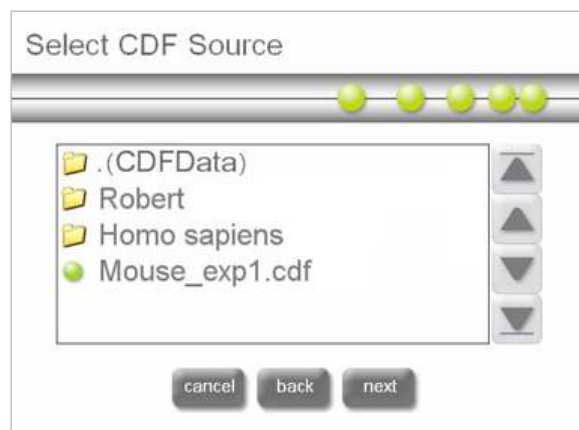 Select CDF Source
.(CDFData)
Robert
Homo sapiens
Mouse_exp1.cdf
cancel back next